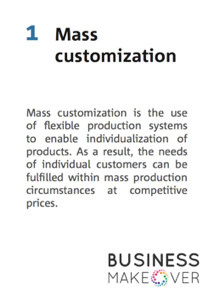 1 Mass
customization
Mass customization is the use
of flexible production systems
to enable individualization of
products. As a result, the needs
of individual customers can be
fulfilled within mass production
circumstances at competitive
prices.
BUSINESS
MAKEOVER